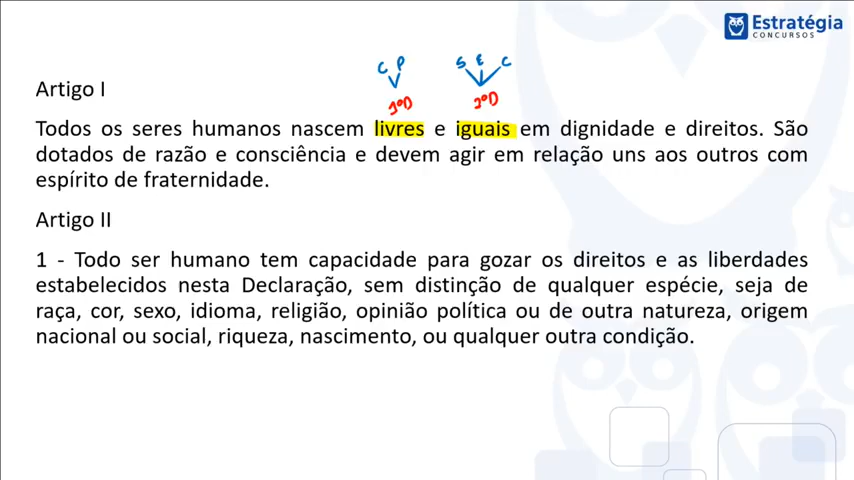 Estratégia
CONCURSOS
C P S E C
Artigo I
1ºD 2ºD
Todos os seres humanos nascem livres e iguais em dignidade e direitos. São
dotados de razão e consciência e devem agir em relação uns aos outros com
espírito de fraternidade.
Artigo II
1 - Todo ser humano tem capacidade para gozar os direitos e as liberdades
estabelecidos nesta Declaração, sem distinção de qualquer espécie, seja de
raça, cor, sexo, idioma, religião, opinião política ou de outra natureza, origem
nacional ou social, riqueza, nascimento, ou qualquer outra condição.